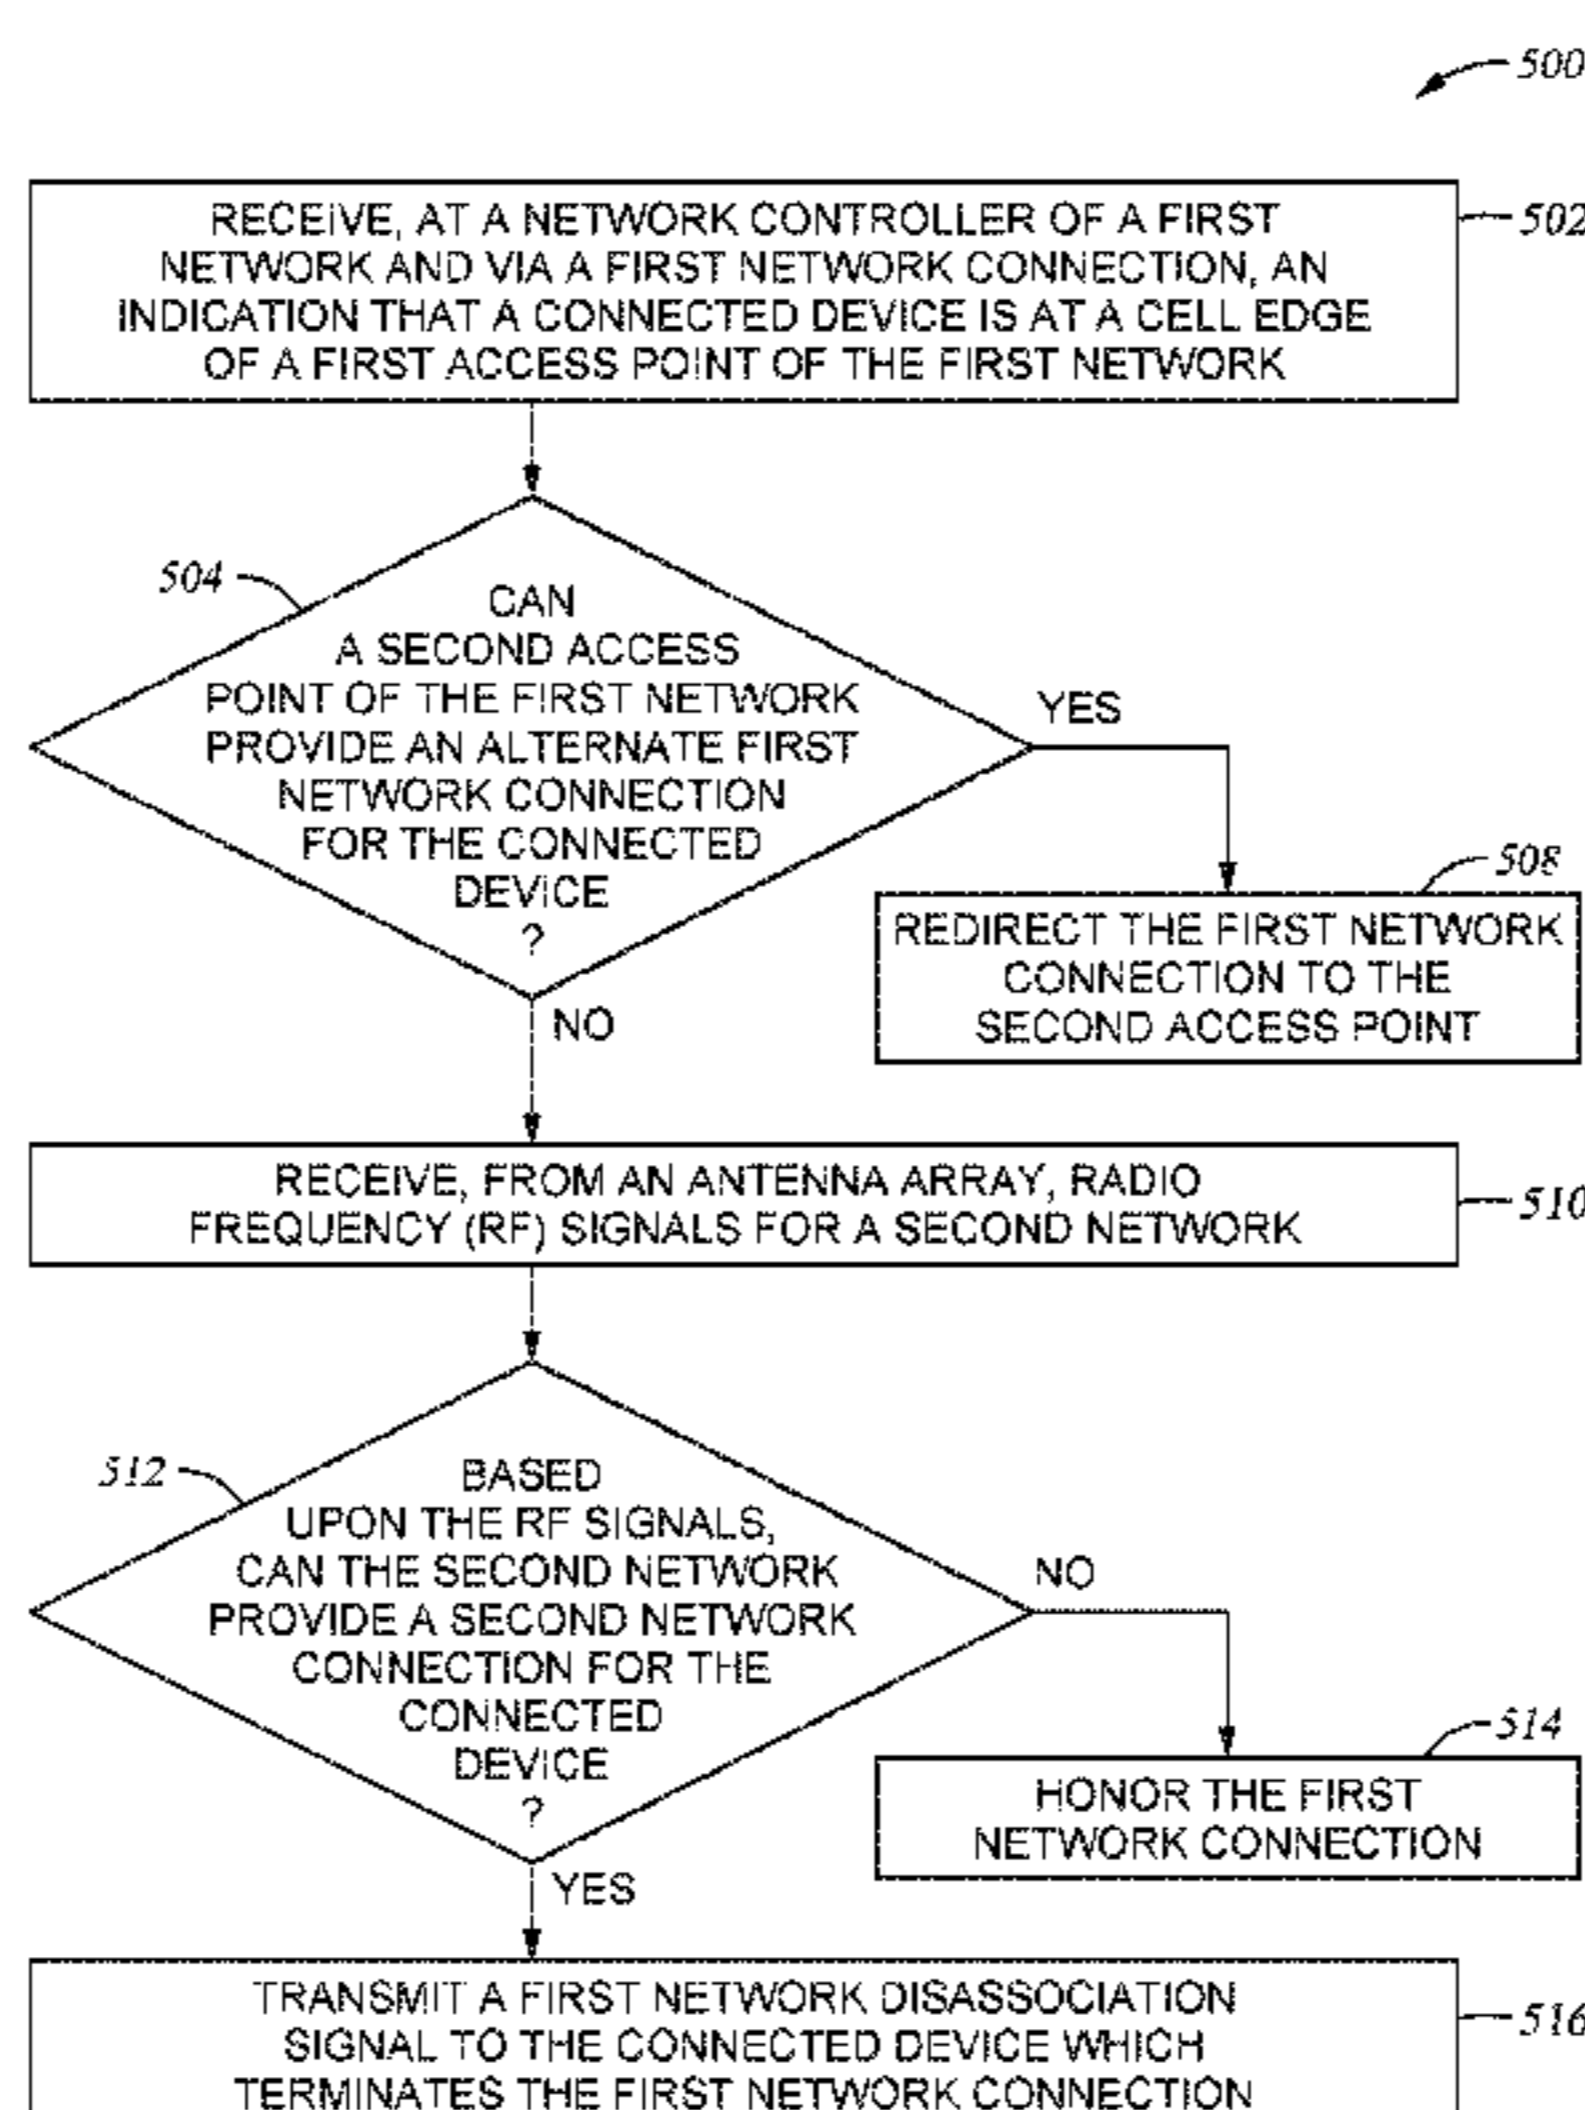 500
RECEIVE, AT A NETWORK CONTROLLER OF A FIRST
NETWORK AND VIA A FIRST NETWORK CONNECTION, AN
INDICATION THAT A CONNECTED DEVICE IS AT A CELL EDGE
OF A FIRST ACCESS POINT OF THE FIRST NETWORK
502
504
CAN
A SECOND ACCESS
POINT OF THE FIRST NETWORK
PROVIDE AN ALTERNATE FIRST
NETWORK CONNECTION
FOR THE CONNECTED
DEVICE
?
YES
508
REDIRECT THE FIRST NETWORK
CONNECTION TO THE
SECOND ACCESS POINT
NO
RECEIVE, FROM AN ANTENNA ARRAY, RADIO
FREQUENCY (RF) SIGNALS FOR A SECOND NETWORK
510
512
BASED
UPON THE RF SIGNALS,
CAN THE SECOND NETWORK
PROVIDE A SECOND NETWORK
CONNECTION FOR THE
CONNECTED
DEVICE
?
NO
514
HONOR THE FIRST
NETWORK CONNECTION
YES
TRANSMIT A FIRST NETWORK DISASSOCIATION
SIGNAL TO THE CONNECTED DEVICE WHICH
TERMINATES THE FIRST NETWORK CONNECTION
516